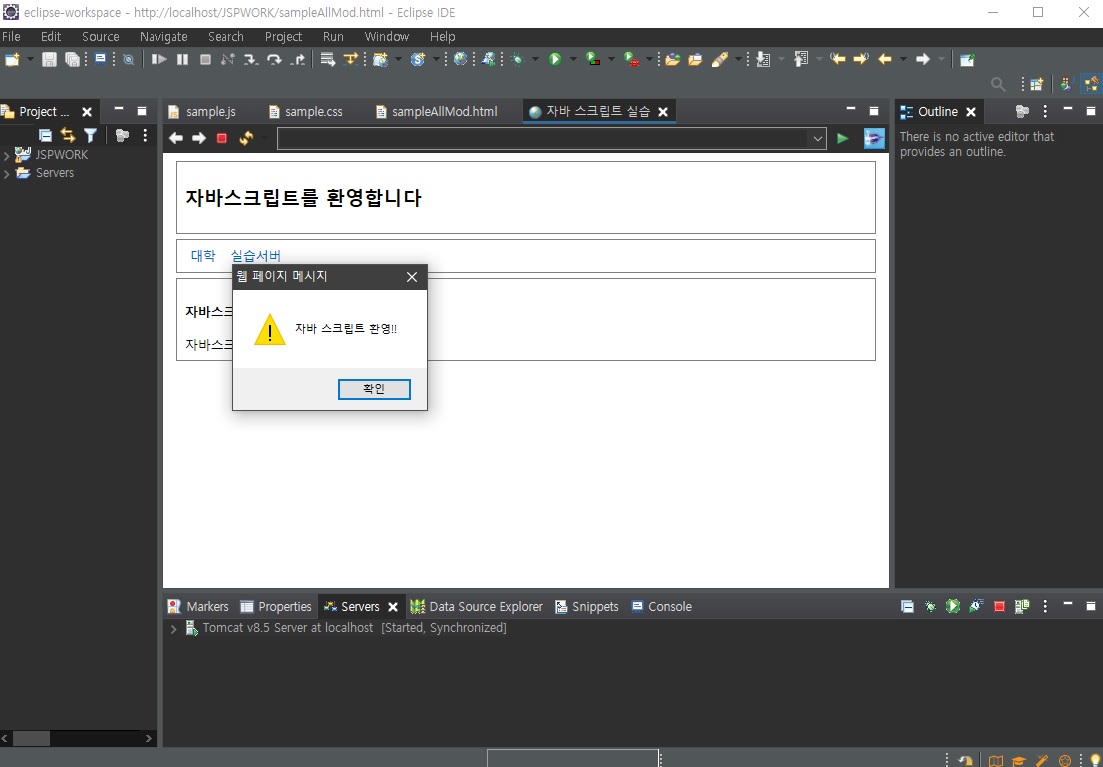 eclipse-workspace - http://localhost/JSPWORK/sampleAllMod.html - Eclipse IDE
File Edit Source Navigate Search Project Run Window Help
Project ...
sample.js
sample.css
sampleAllMod.html
자바 스크립트 실습
Outline
JSPWORK
Servers
There is no active editor that
provides an outline.
자바스크립트를 환영합니다
대학 실습서버
웹 페이지 메시지
자바 스크립트 환영!!
확인
자바스
자바스
Markers Properties Servers Data Source Explorer Snippets Console
Tomcat v8.5 Server at localhost [Started, Synchronized]